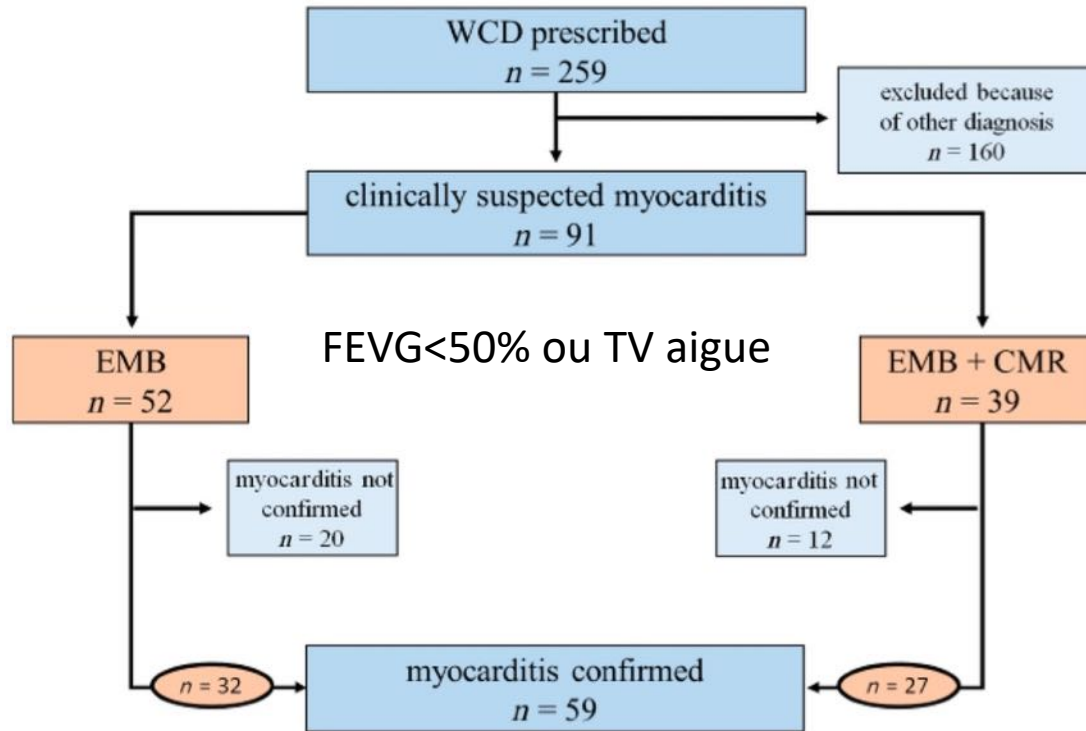 WCD prescribed
n = 259
excluded because
of other diagnosis
n = 160
clinically suspected myocarditis
n = 91
FEVG<50% ou TV aigue
EMB
n = 52
EMB + CMR
n = 39
myocarditis not
confirmed
n = 20
myocarditis not
confirmed
n = 12
n = 32
myocarditis confirmed
n = 59
n = 27